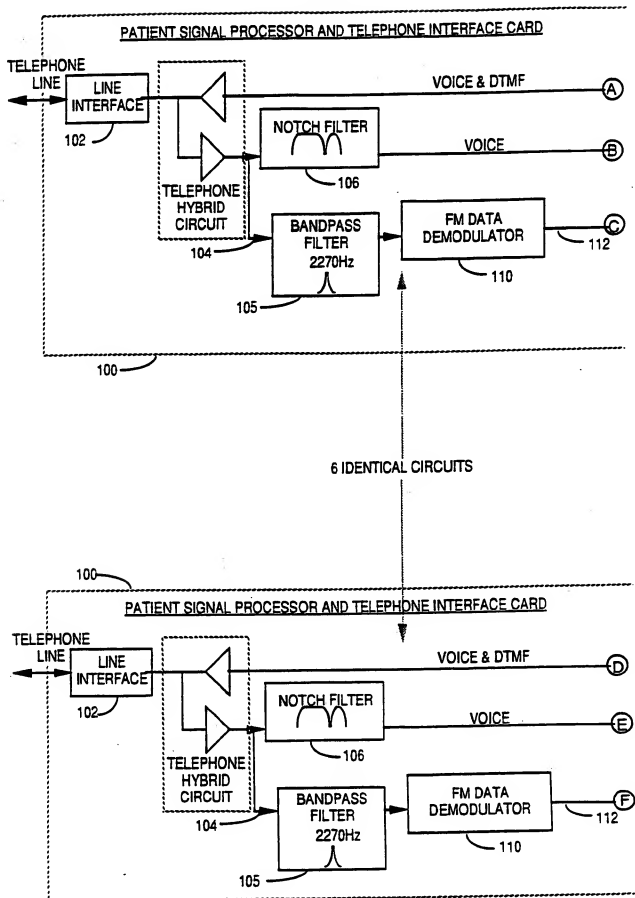 PATIENT SIGNAL PROCESSOR AND TELEPHONE INTERFACE CARD
TELEPHONE
LINE
LINE
INTERFACE
102
VOICE & DTMF
A
NOTCH FILTER
106
VOICE
B
TELEPHONE
HYBRID
CIRCUIT
104
BANDPASS
FILTER
2270Hz
105
FM DATA
DEMODULATOR
110
112
C
100
6 IDENTICAL CIRCUITS
100
PATIENT SIGNAL PROCESSOR AND TELEPHONE INTERFACE CARD
TELEPHONE
LINE
LINE
INTERFACE
102
VOICE & DTMF
D
NOTCH FILTER
106
VOICE
E
TELEPHONE
HYBRID
CIRCUIT
104
BANDPASS
FILTER
2270Hz
105
FM DATA
DEMODULATOR
110
112
F